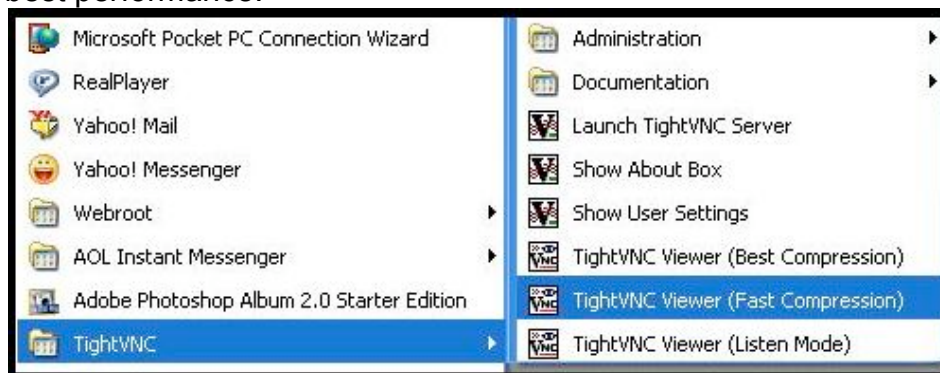 best performance.
Microsoft Pocket PC Connection Wizard
RealPlayer
Yahoo! Mail
Yahoo! Messenger
Webroot
AOL Instant Messenger
Adobe Photoshop Album 2.0 Starter Edition
TightVNC
Administration
Documentation
Launch TightVNC Server
Show About Box
Show User Settings
TightVNC Viewer (Best Compression)
TightVNC Viewer (Fast Compression)
TightVNC Viewer (Listen Mode)